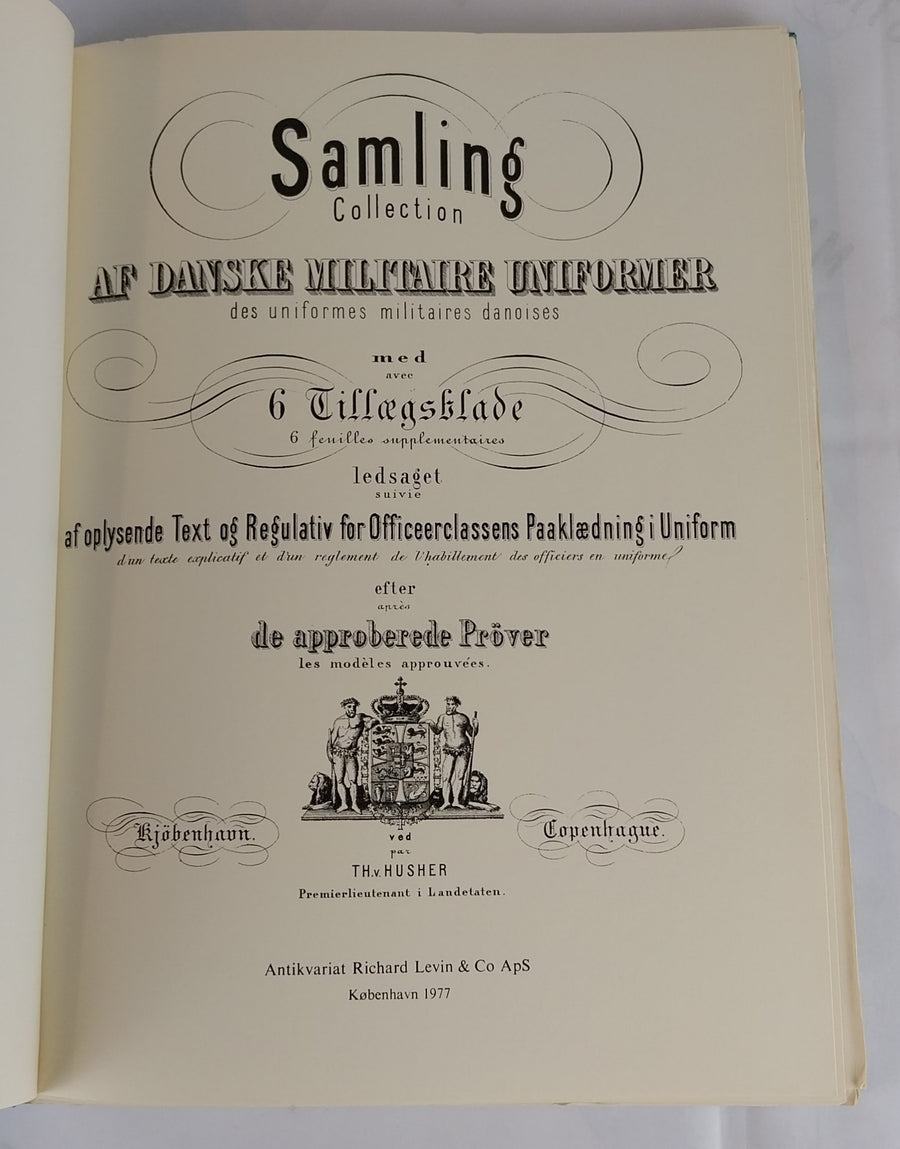 Samling
Collection
AF DANSKE MILITAIRE UNIFORMER
des uniformes militaires danoises
med
avec
6 Tillægsblade
6 feuilles supplementaires
ledsaget
suivie
af oplysende Text og Regulativ for Officeerclassens Paaklædning i Uniform
d'un texte explicatif et d'un reglement de l'habillement des officiers en uniforme
efter
après
de approberede Pröver
les modèles approuvées.
Kjöbenhavn.
Copenhague.
ved
par
TH.v.HUSHER
Premierlieutenant i Landetaten.
Antikvariat Richard Levin & Co ApS
København 1977